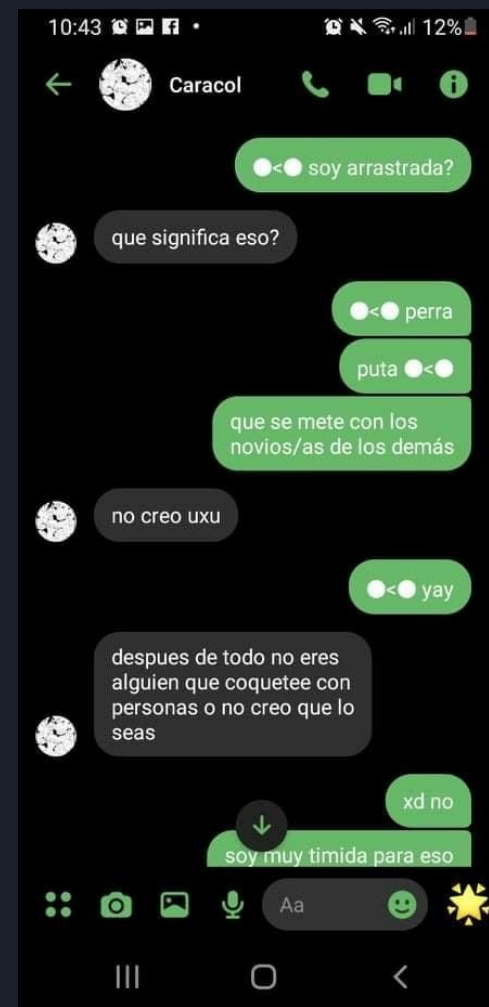 10:43
12%
Caracol
●<● soy arrastrada?
que significa eso?
●<● perra
puta ●<●
que se mete con los
novios/as de los demás
no creo uxu
●<● yay
despues de todo no eres
alguien que coquetee con
personas o no creo que lo
seas
xd no
soy muy timida para eso
Aa